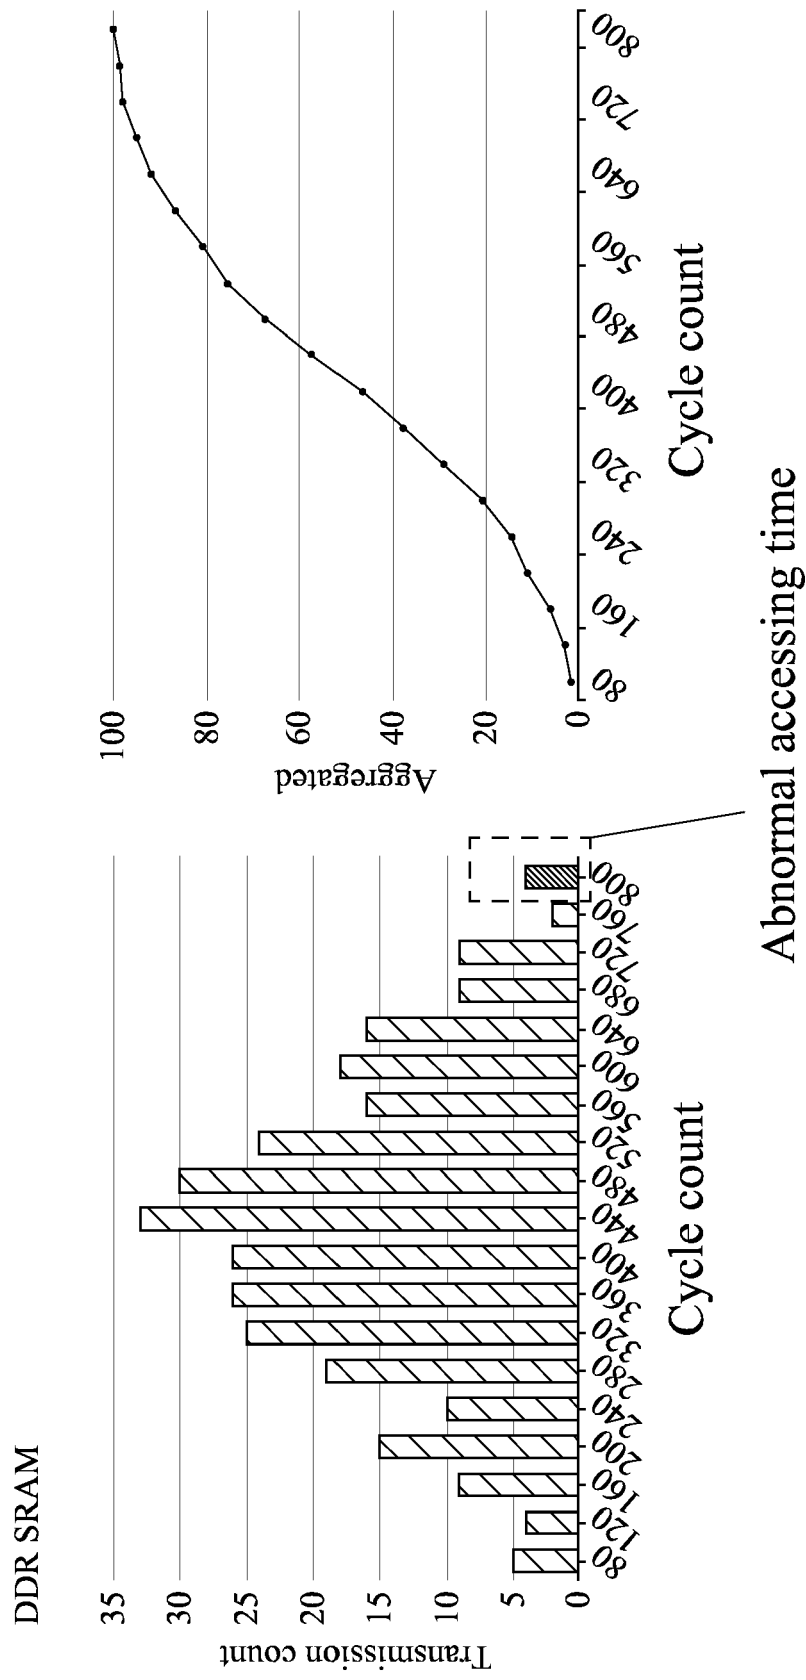 DDR SRAM
Transmission count
35
30
25
20
15
10
5
0
80 120 160 200 240 280 320 360 400 440 480 520 560 600 640 680 720 760 800
Cycle count
Aggregated
100
80
60
40
20
0
80 160 240 320 400 480 560 640 720 800
Cycle count
Abnormal accessing time